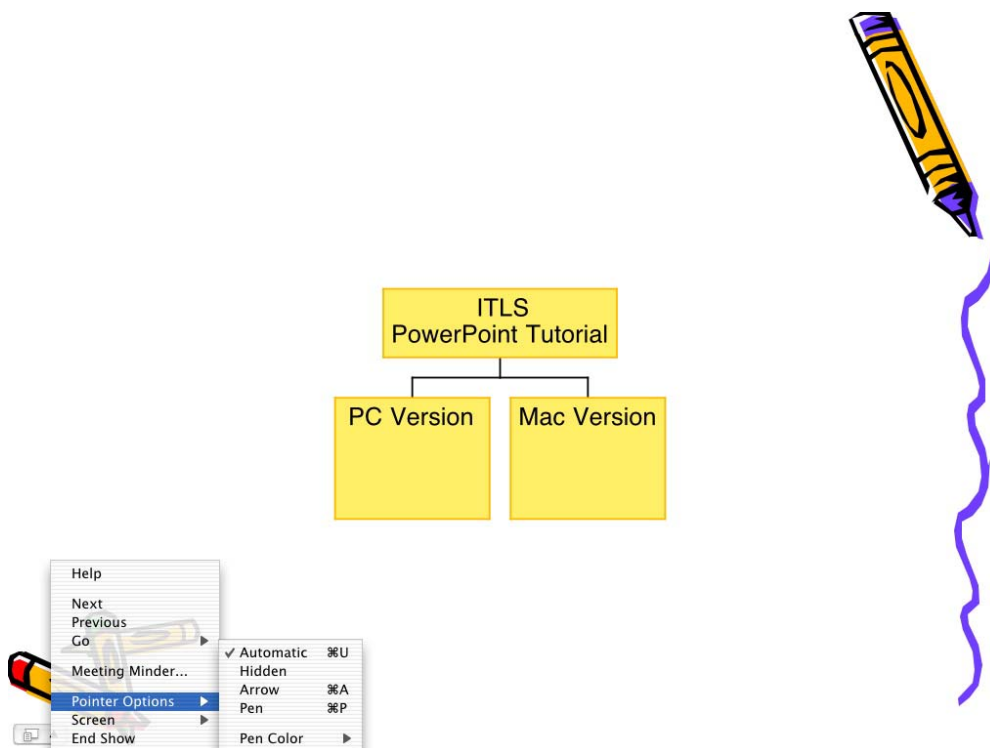 ITLS
PowerPoint Tutorial
PC Version
Mac Version
Help
Next
Previous
Go
Meeting Minder...
Pointer Options
Screen
End Show
Automatic ⌘U
Hidden
Arrow ⌘A
Pen ⌘P
Pen Color